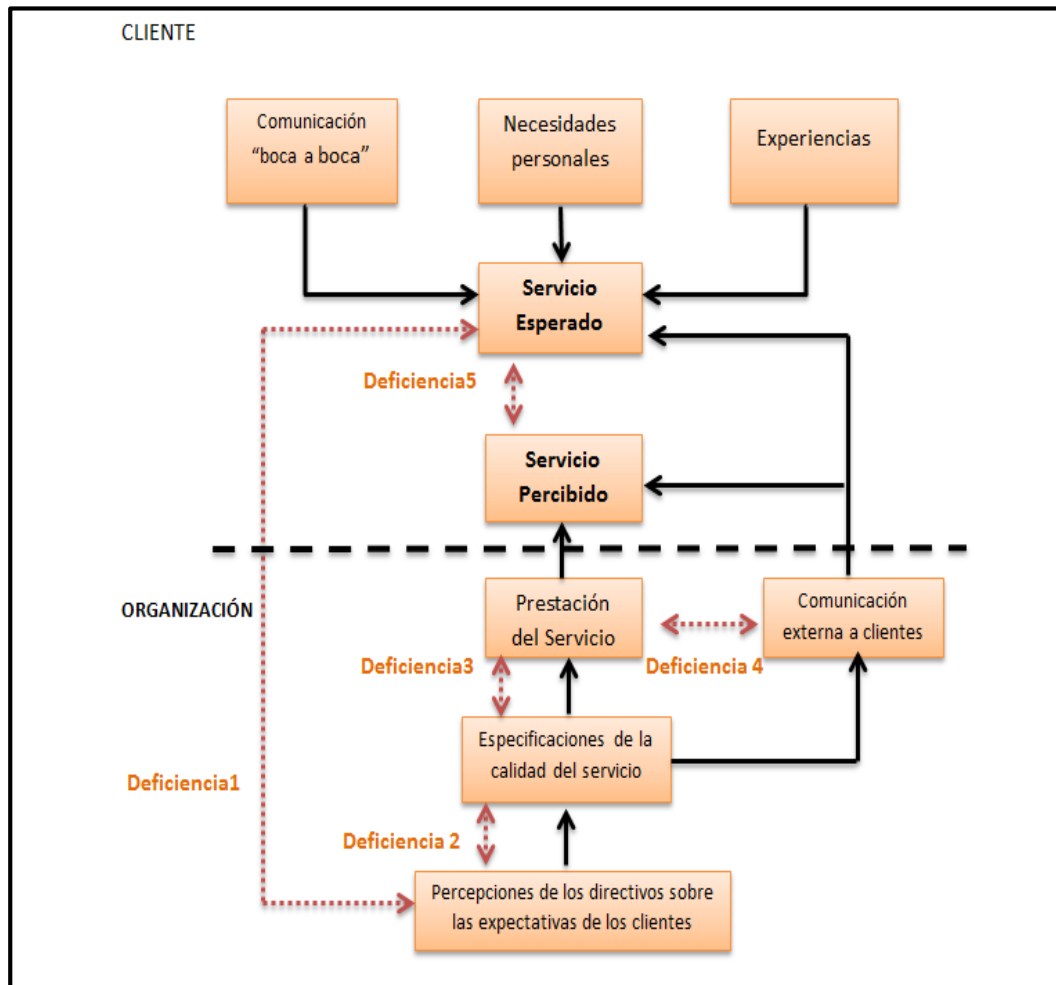 CLIENTE
Comunicación
“boca a boca”
Necesidades
personales
Experiencias
Servicio
Esperado
Deficiencia5
Servicio
Percibido
ORGANIZACIÓN
Prestación
del Servicio
Comunicación
externa a clientes
Deficiencia3
Deficiencia 4
Especificaciones de la
calidad del servicio
Deficiencia1
Deficiencia 2
Percepciones de los directivos sobre
las expectativas de los clientes